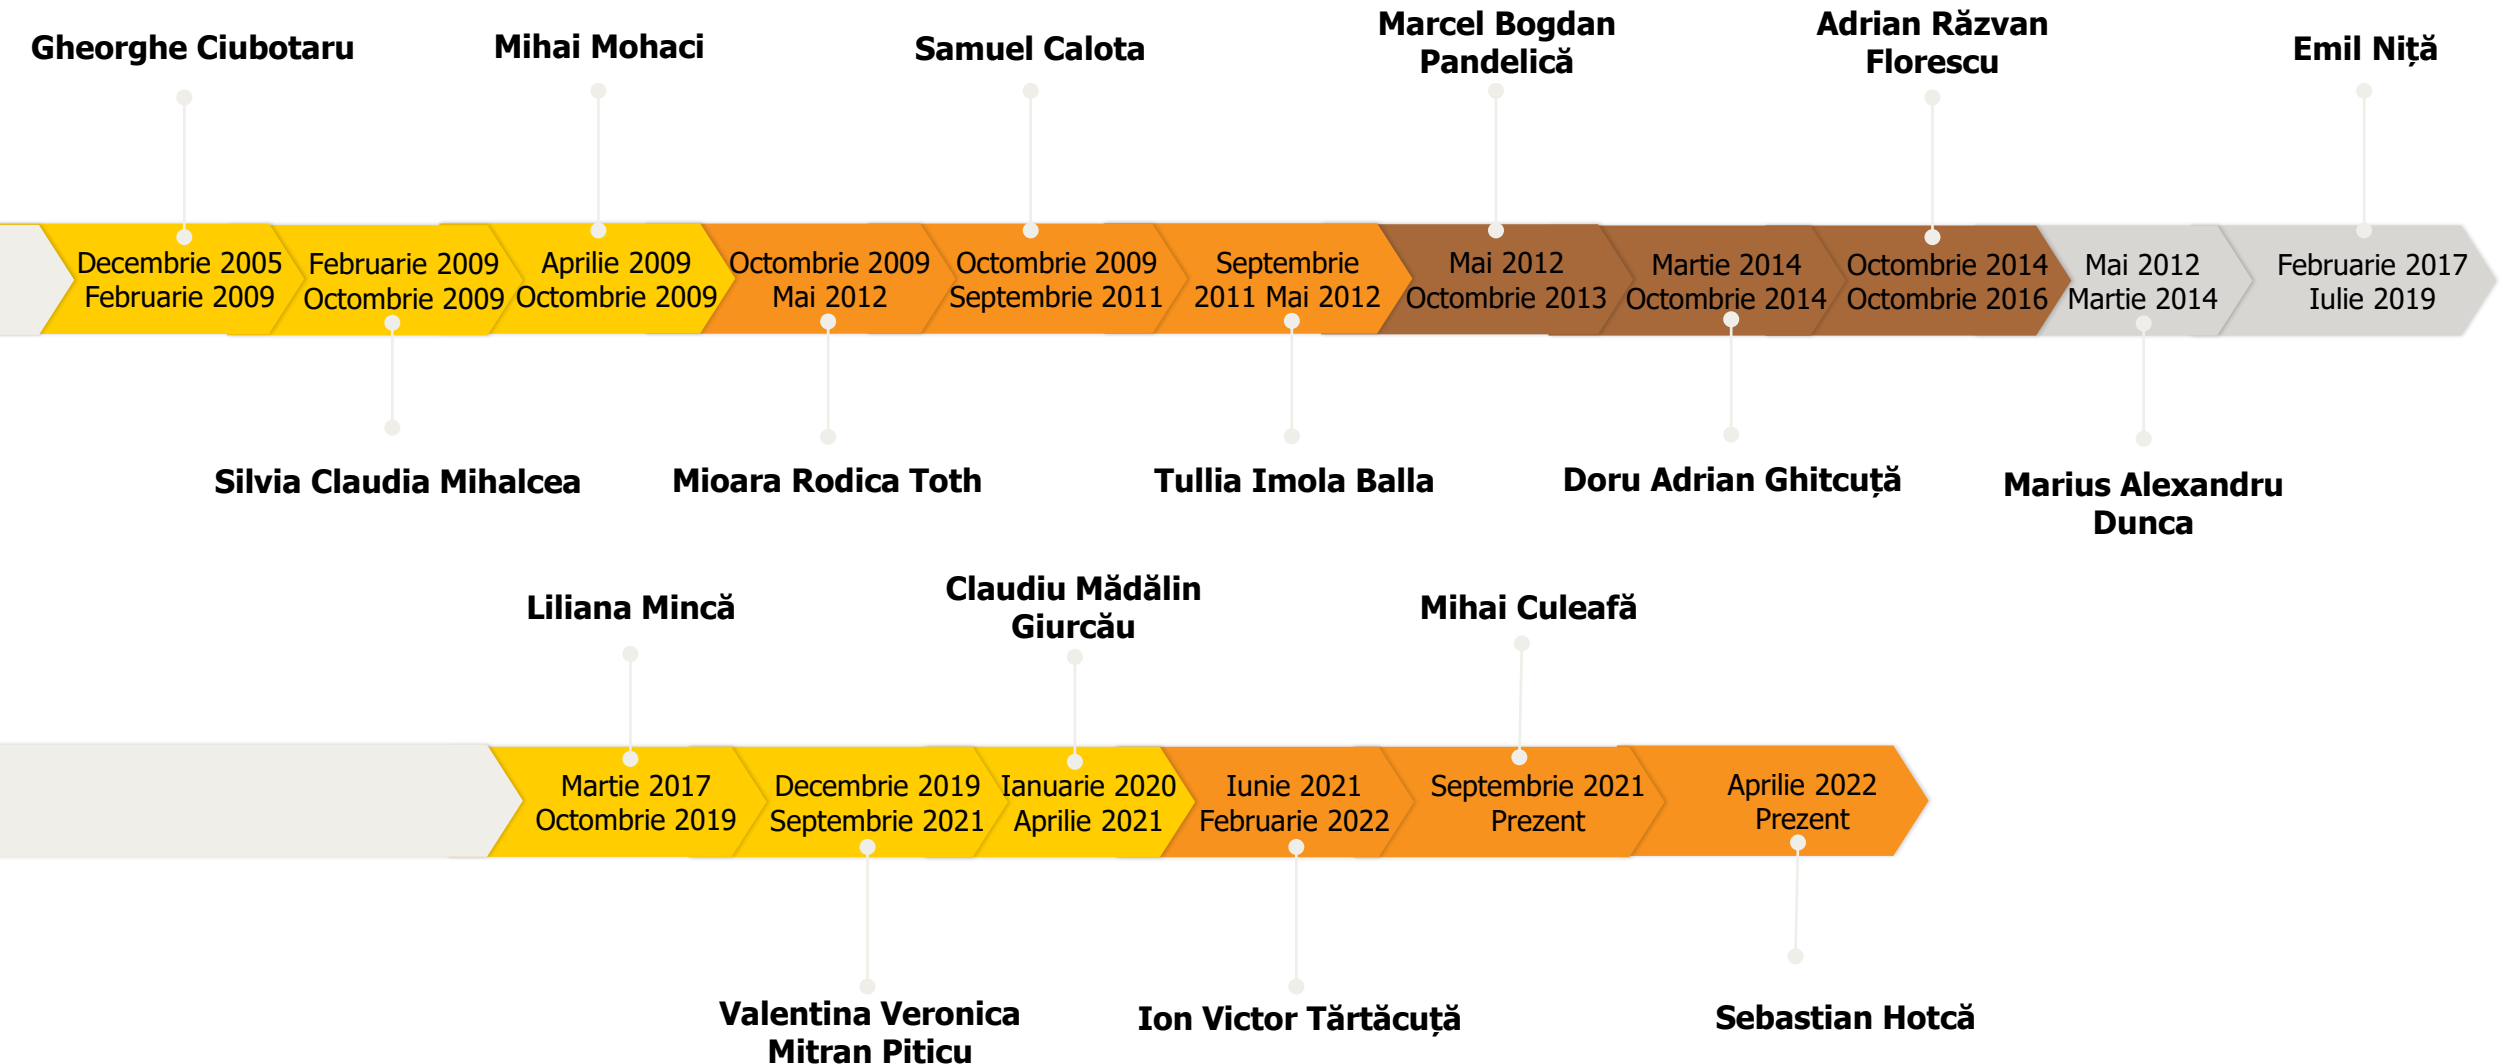 Gheorghe Ciubotaru
Mihai Mohaci
Samuel Calota
Marcel Bogdan
Pandelică
Adrian Răzvan
Florescu
Emil Niță
Decembrie 2005
Februarie 2009
Februarie 2009
Octombrie 2009
Aprilie 2009
Octombrie 2009
Octombrie 2009
Mai 2012
Octombrie 2009
Septembrie 2011
Septembrie
2011 Mai 2012
Mai 2012
Octombrie 2013
Martie 2014
Octombrie 2014
Octombrie 2014
Octombrie 2016
Mai 2012
Martie 2014
Februarie 2017
Iulie 2019
Silvia Claudia Mihalcea
Mioara Rodica Toth
Tullia Imola Balla
Doru Adrian Ghitcuță
Marius Alexandru
Dunca
Liliana Mincă
Claudiu Mădălin
Giurcău
Mihai Culeafă
Martie 2017
Octombrie 2019
Decembrie 2019
Septembrie 2021
Ianuarie 2020
Aprilie 2021
Iunie 2021
Februarie 2022
Septembrie 2021
Prezent
Aprilie 2022
Prezent
Valentina Veronica
Mitran Piticu
Ion Victor Tărtăcuță
Sebastian Hotcă